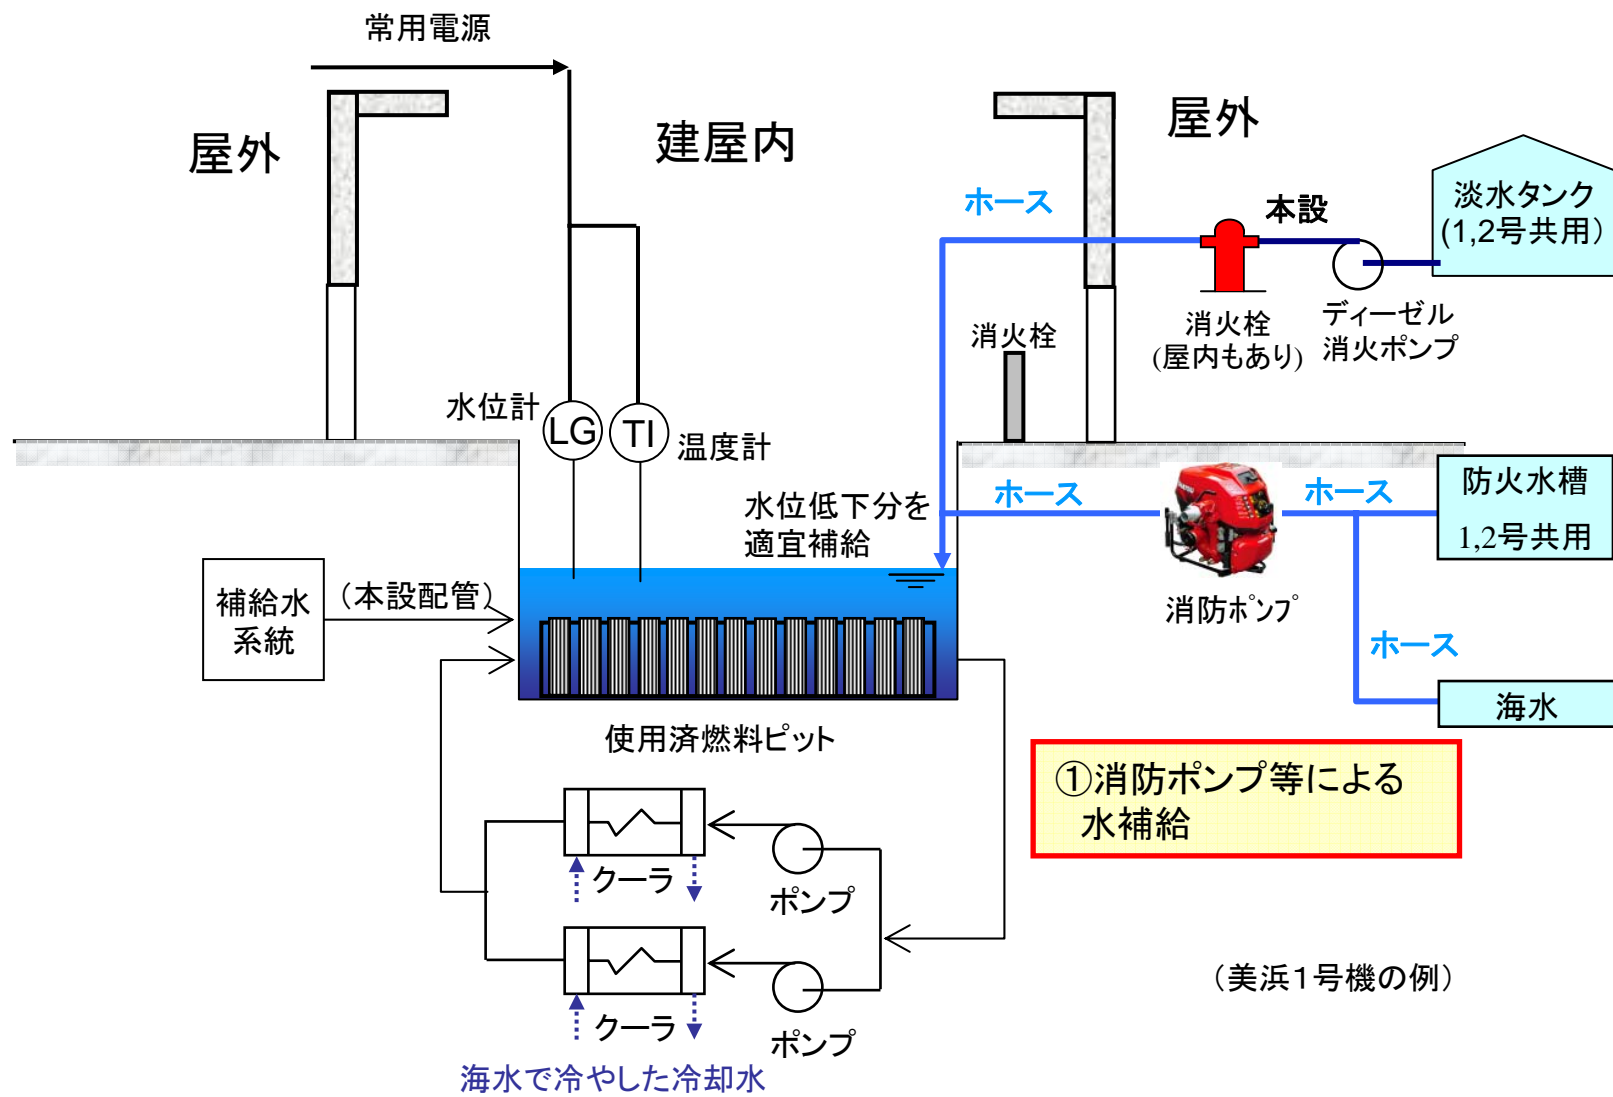 常用電源
屋外
建屋内
屋外
ホース
本設
淡水タンク
(1,2号共用)
消火栓
消火栓
(屋内もあり)
ディーゼル
消火ポンプ
水位計
LG
TI
温度計
水位低下分を
適宜補給
ホース
ホース
防火水槽
1,2号共用
消防ポンプ
補給水
系統
(本設配管)
ホース
海水
使用済燃料ピット
①消防ポンプ等による
水補給
クーラ
ポンプ
クーラ
ポンプ
海水で冷やした冷却水
(美浜1号機の例)